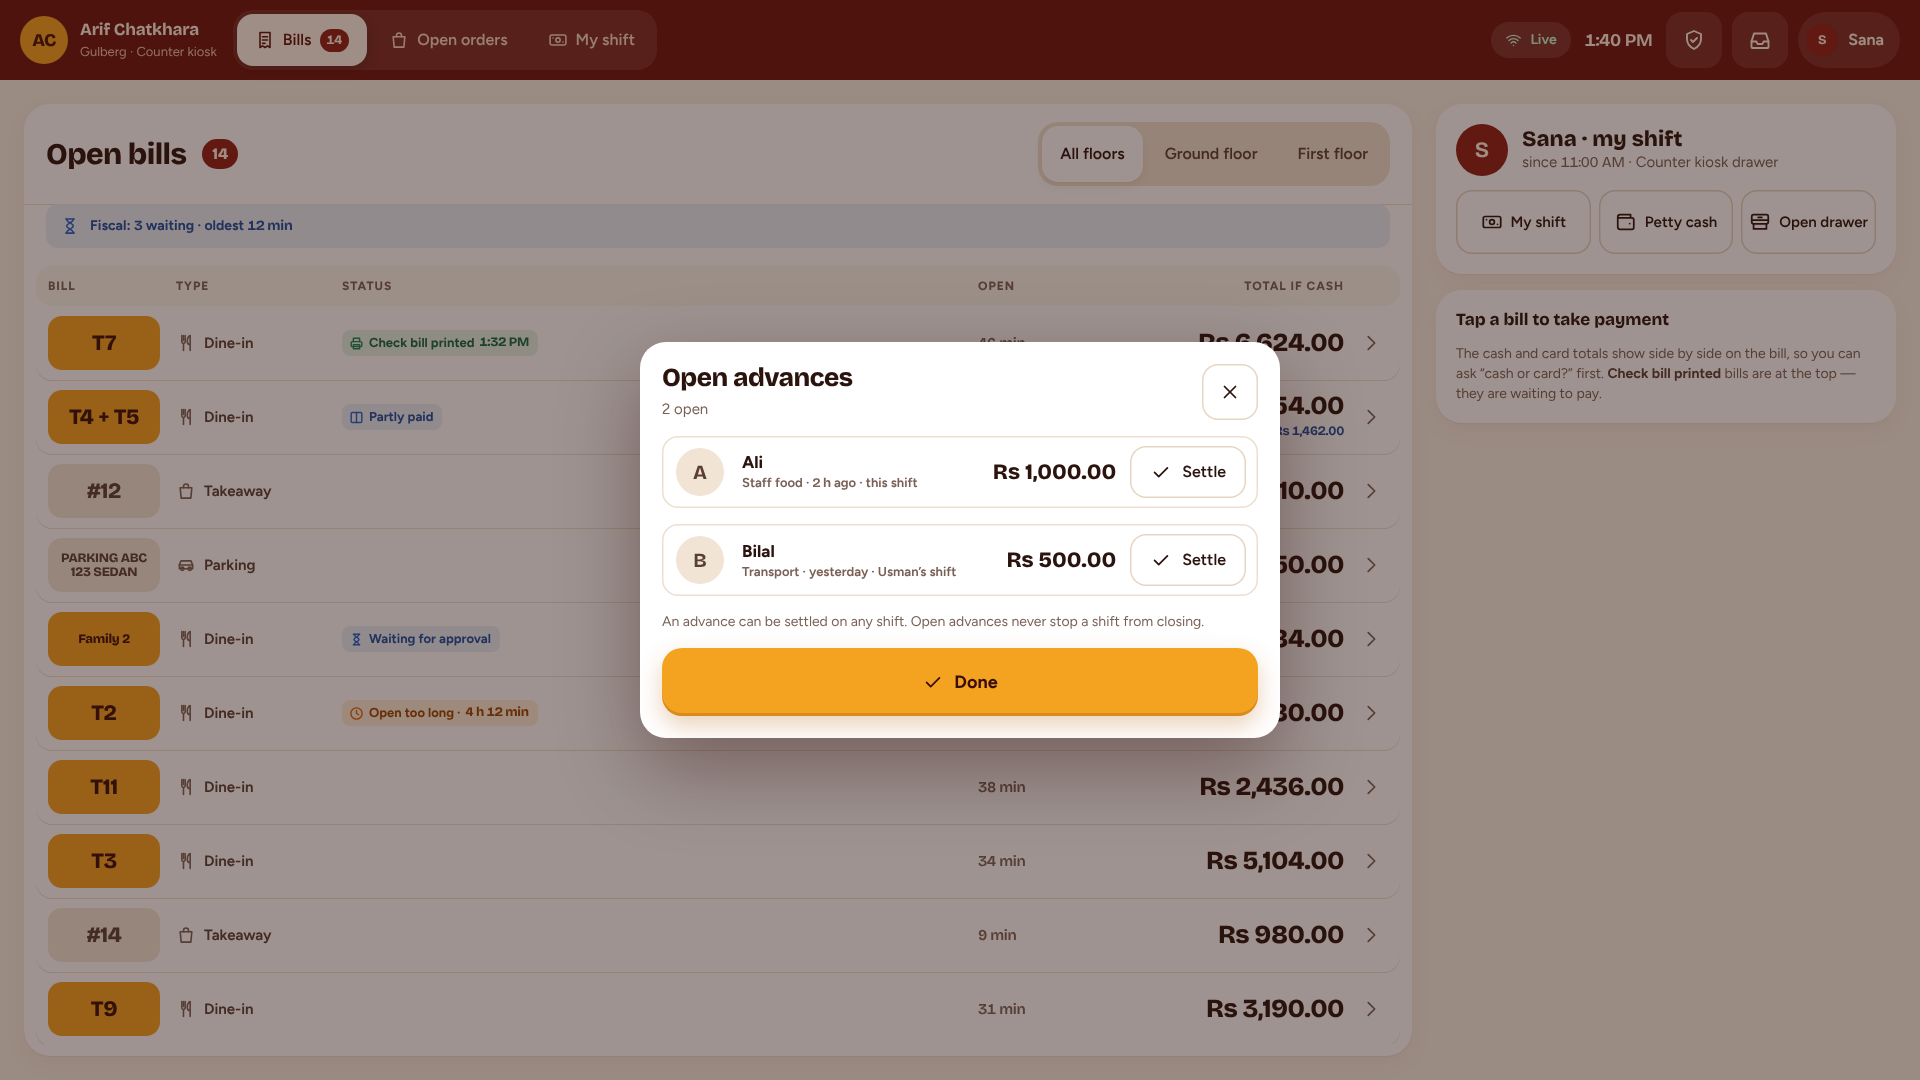 AC
Arif Chatkhara
Gulberg · Counter kiosk
Bills 14
Open orders
My shift
Live
1:40 PM
S
Sana
Open bills 14
All floors
Ground floor
First floor
Fiscal: 3 waiting · oldest 12 min
BILL TYPE STATUS OPEN TOTAL IF CASH
T7 Dine-in Check bill printed 1:32 PM
T4 + T5 Dine-in Partly paid
Rs 1,462.00
#12 Takeaway
PARKING ABC
123 SEDAN
Parking
Family 2 Dine-in Waiting for approval
T2 Dine-in Open too long · 4 h 12 min
T11 Dine-in 38 min Rs 2,436.00
T3 Dine-in 34 min Rs 5,104.00
#14 Takeaway 9 min Rs 980.00
T9 Dine-in 31 min Rs 3,190.00
Open advances
2 open
A
Ali
Staff food · 2 h ago · this shift
Rs 1,000.00
Settle
B
Bilal
Transport · yesterday · Usman's shift
Rs 500.00
Settle
An advance can be settled on any shift. Open advances never stop a shift from closing.
Done
S
Sana · my shift
since 11:00 AM · Counter kiosk drawer
My shift
Petty cash
Open drawer
Tap a bill to take payment
The cash and card totals show side by side on the bill, so you can
ask “cash or card?” first. Check bill printed bills are at the top —
they are waiting to pay.